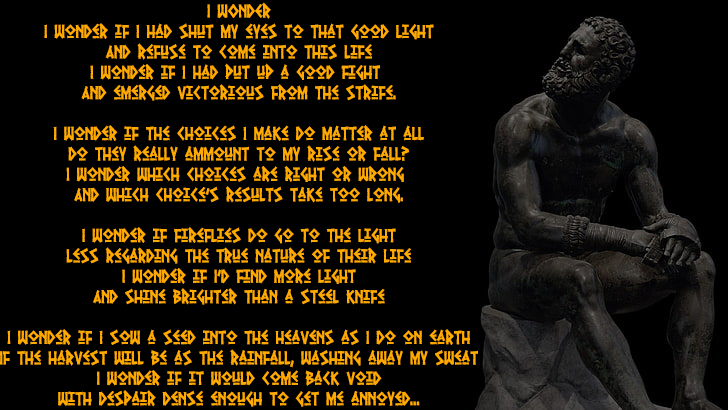 I WONDER
I WONDER IF I HAD SHUT MY EYES TO THAT GOOD LIGHT
AND REFUSE TO COME INTO THIS LIFE
I WONDER IF I HAD PUT UP A GOOD FIGHT
AND EMERGED VICTORIOUS FROM THE STRIFE.
I WONDER IF THE CHOICES I MAKE DO MATTER AT ALL
DO THEY REALLY AMMOUNT TO MY RISE OR FALL?
I WONDER WHICH CHOICES ARE RIGHT OR WRONG
AND WHICH CHOICE'S RESULTS TAKE TOO LONG.
I WONDER IF FIREFLIES DO GO TO THE LIGHT
LESS REGARDING THE TRUE NATURE OF THEIR LIFE
I WONDER IF I'D FIND MORE LIGHT
AND SHINE BRIGHTER THAN A STEEL KNIFE
I WONDER IF I SOW A SEED INTO THE HEAVENS AS I DO ON EARTH
IF THE HARVEST WILL BE AS THE RAINFALL, WASHING AWAY MY SWEAT
I WONDER IF IT WOULD COME BACK VOID
WITH DESPAIR DENSE ENOUGH TO GET ME ANNOYED...